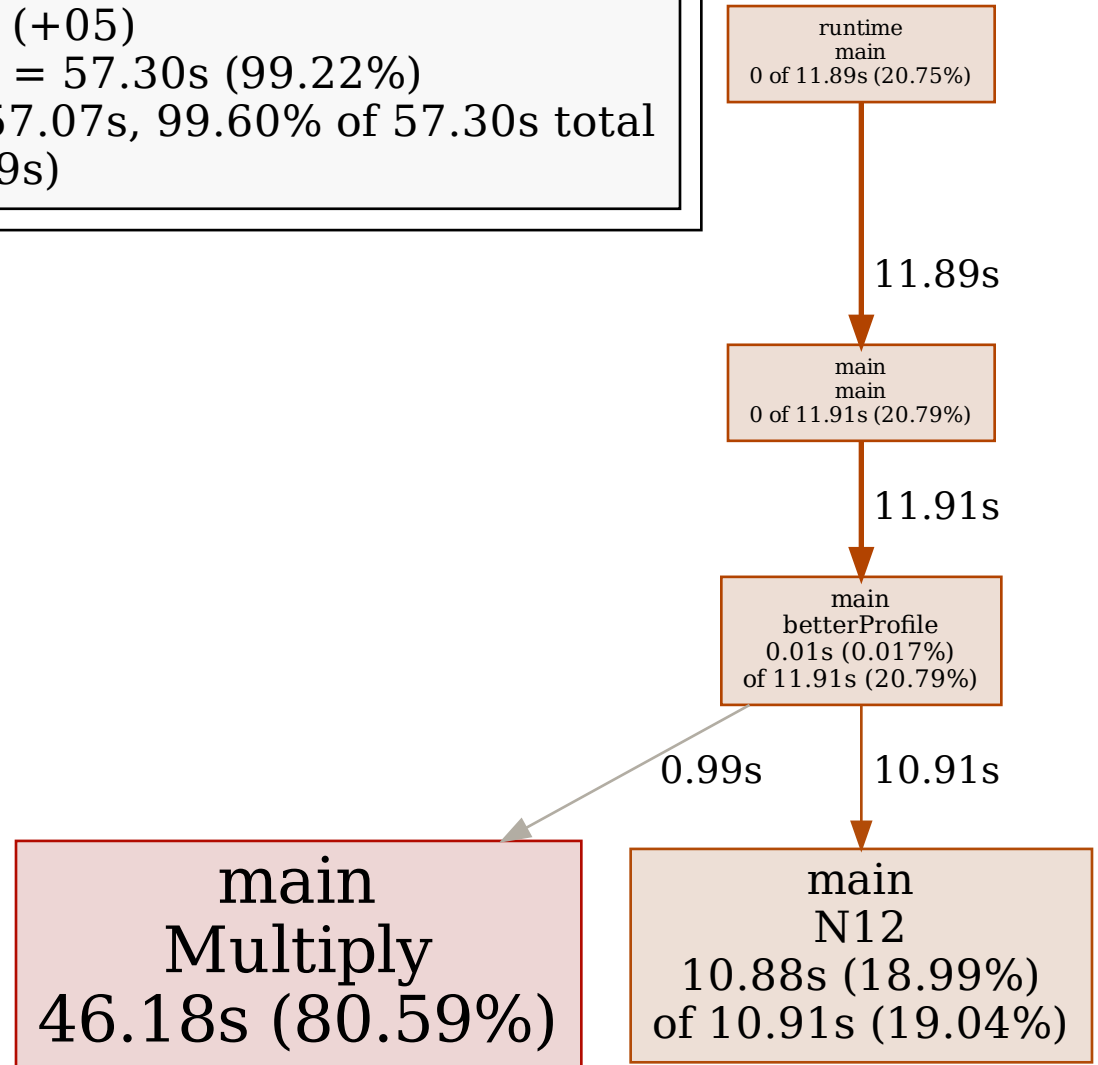 (+05)
= 57.30s (99.22%)
57.07s, 99.60% of 57.30s total
9s)
runtime
main
0 of 11.89s (20.75%)
11.89s
main
main
0 of 11.91s (20.79%)
11.91s
main
betterProfile
0.01s (0.017%)
of 11.91s (20.79%)
0.99s
10.91s
main
Multiply
46.18s (80.59%)
main
N12
10.88s (18.99%)
of 10.91s (19.04%)